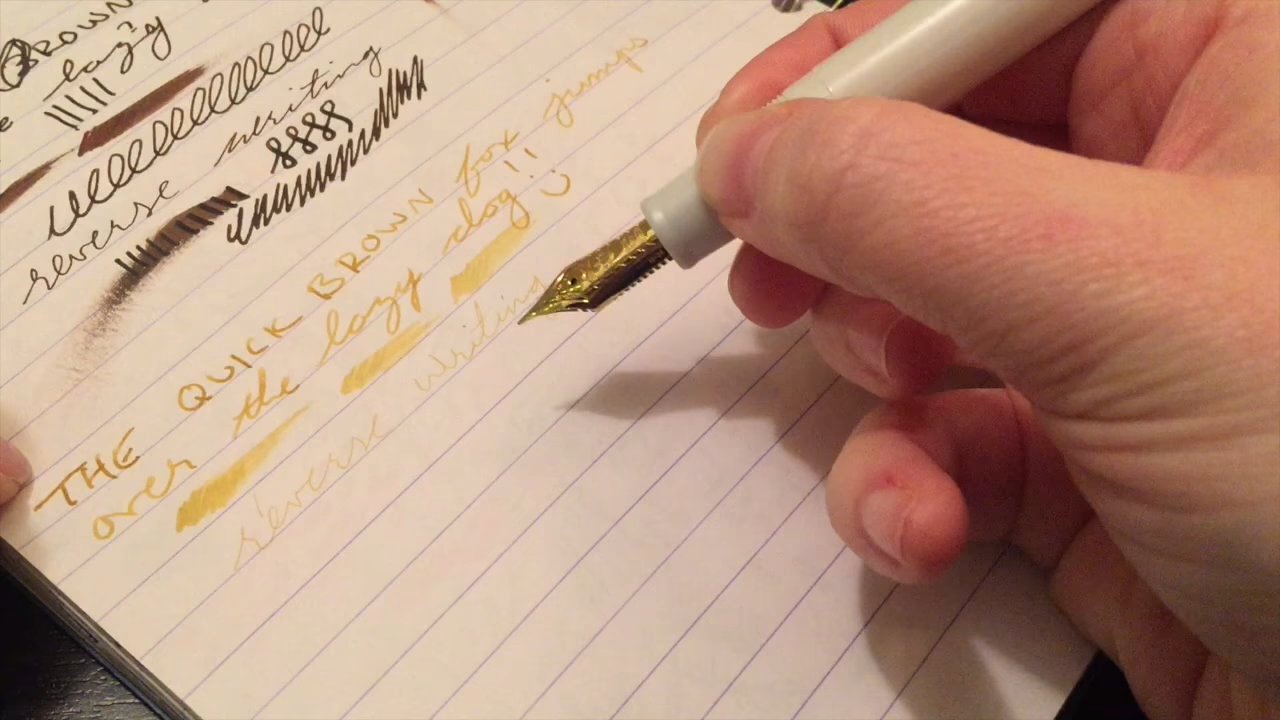 BROWN
lazy
reverse writing
THE QUICK BROWN fox jumps
over the lazy dog!!
reverse writing